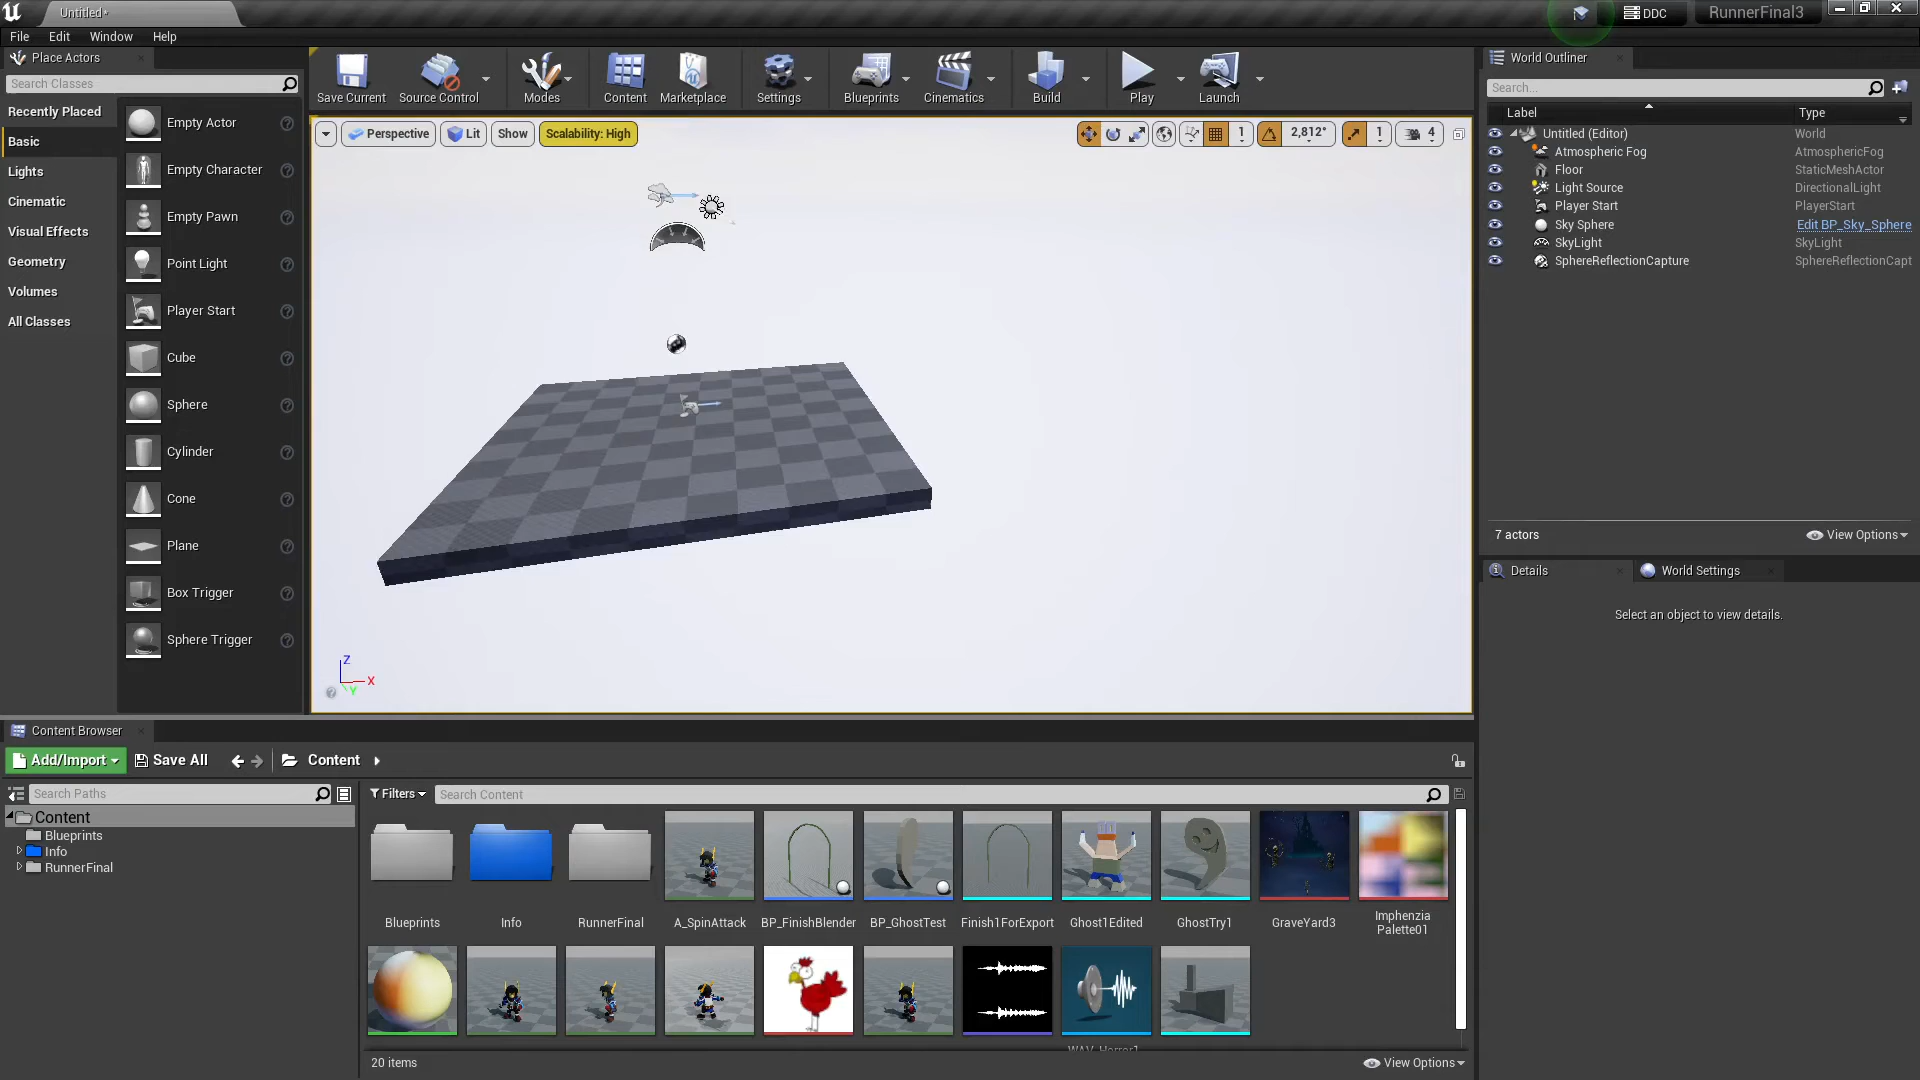 Untitled*
DDC
RunnerFinal3
File
Edit
Window
Help
Place Actors
Search Classes
Recently Placed
Basic
Lights
Cinematic
Visual Effects
Geometry
Volumes
All Classes
Empty Actor
Empty Character
Empty Pawn
Point Light
Player Start
Cube
Sphere
Cylinder
Cone
Plane
Box Trigger
Sphere Trigger
Save Current
Source Control
Modes
Content
Marketplace
Settings
Blueprints
Cinematics
Build
Play
Launch
Perspective
Lit
Show
Scalability: High
1
2,812°
1
4
Z
X
Y
World Outliner
Search...
Label
Type
Untitled (Editor)
World
Atmospheric Fog
AtmosphericFog
Floor
StaticMeshActor
Light Source
DirectionalLight
Player Start
PlayerStart
Sky Sphere
Edit BP_Sky_Sphere
SkyLight
SkyLight
SphereReflectionCapture
SphereReflectionCapt
7 actors
View Options
Details
World Settings
Select an object to view details.
Content Browser
Add/Import
Save All
Content
Search Paths
Filters
Search Content
Content
Blueprints
Info
RunnerFinal
Blueprints
Info
RunnerFinal
A_SpinAttack
BP_FinishBlender
BP_GhostTest
Finish1ForExport
Ghost1Edited
GhostTry1
GraveYard3
Imphenzia
Palette01
20 items
View Options